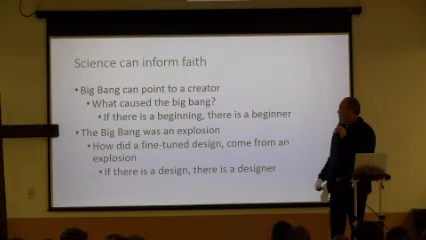 Science can inform faith
• Big Bang can point to a creator
• What caused the big bang?
• If there is a beginning, there is a beginner
• The Big Bang was an explosion
• How did a fine-tuned design, come from an
explosion
• If there is a design, there is a designer